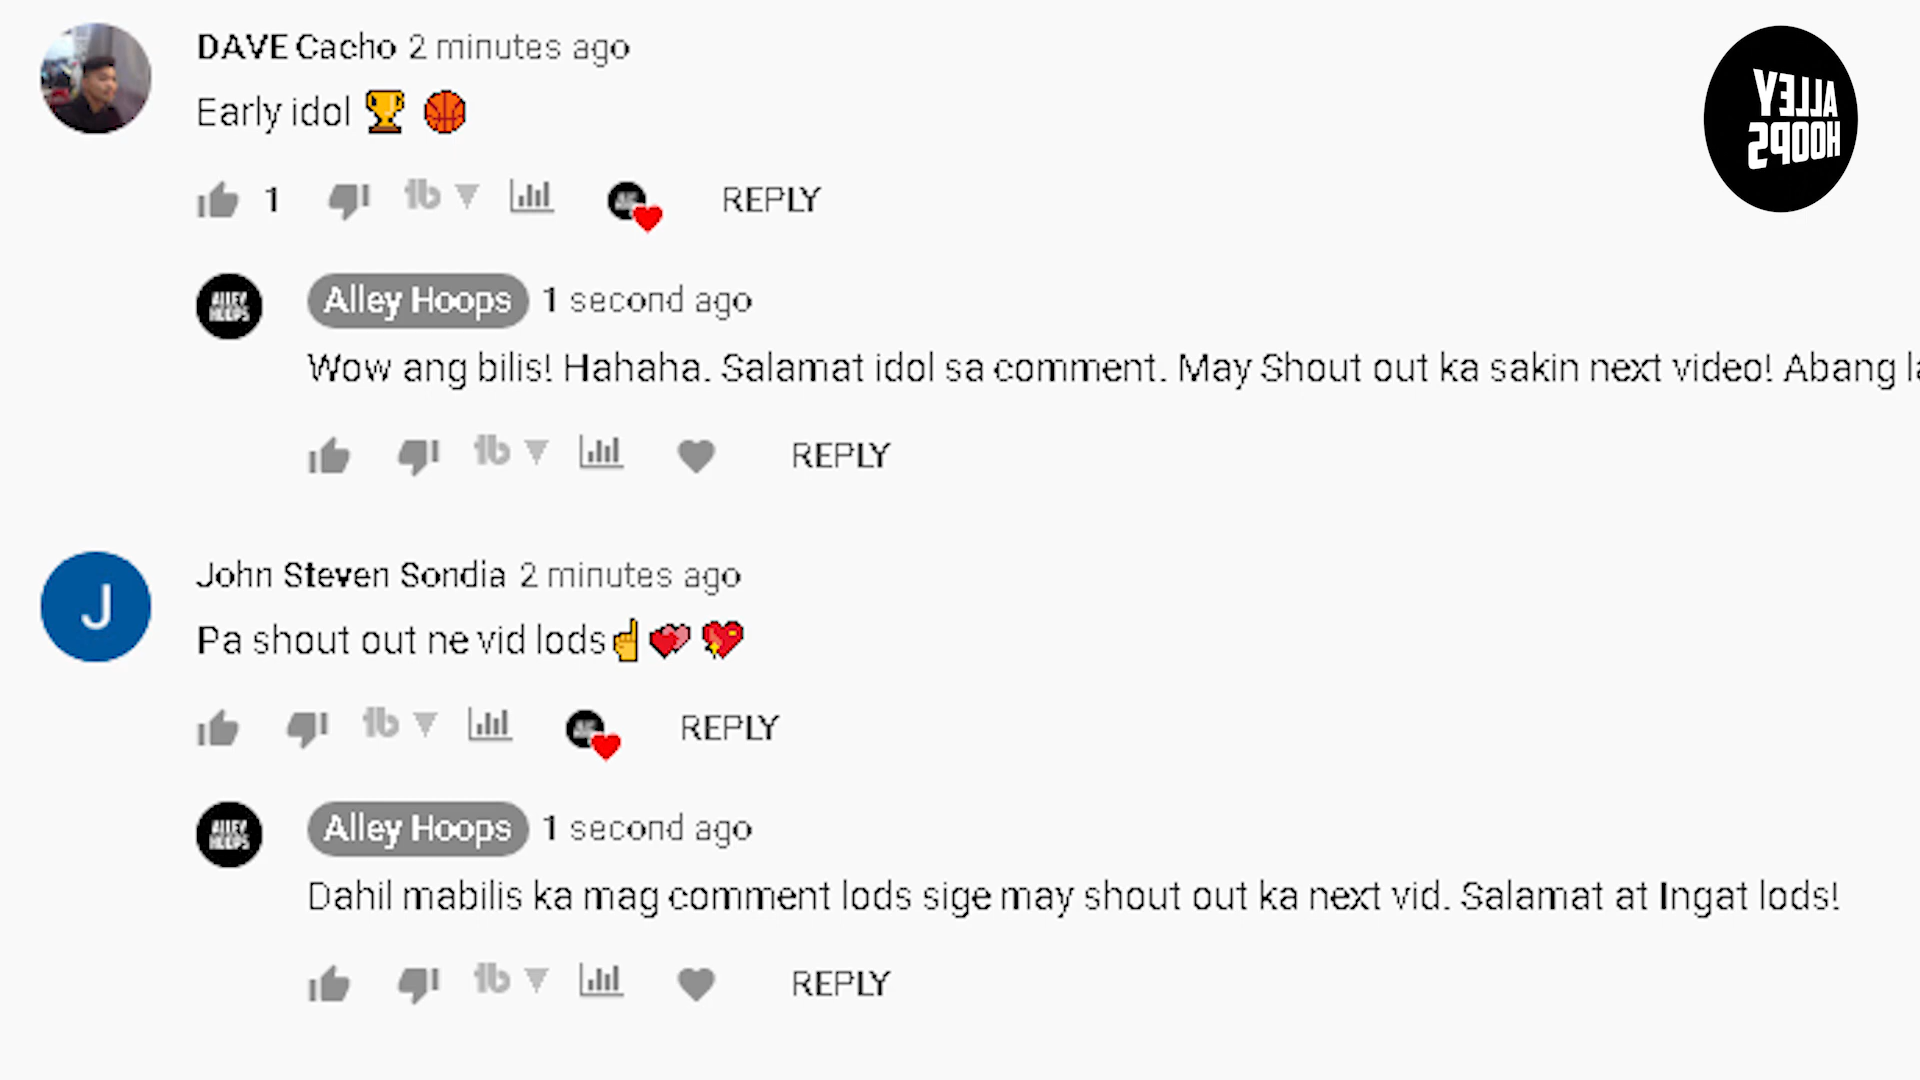 DAVE Cacho 2 minutes ago
Early idol 🏆 🏀
1 REPLY
Alley Hoops 1 second ago
Wow ang bilis! Hahaha. Salamat idol sa comment. May Shout out ka sakin next video! Abang
REPLY
J
John Steven Sondia 2 minutes ago
Pa shout out ne vid lods☝️💕 💖
REPLY
Alley Hoops 1 second ago
Dahil mabilis ka mag comment lods sige may shout out ka next vid. Salamat at Ingat lods!
REPLY
ALLEY
HOOPS